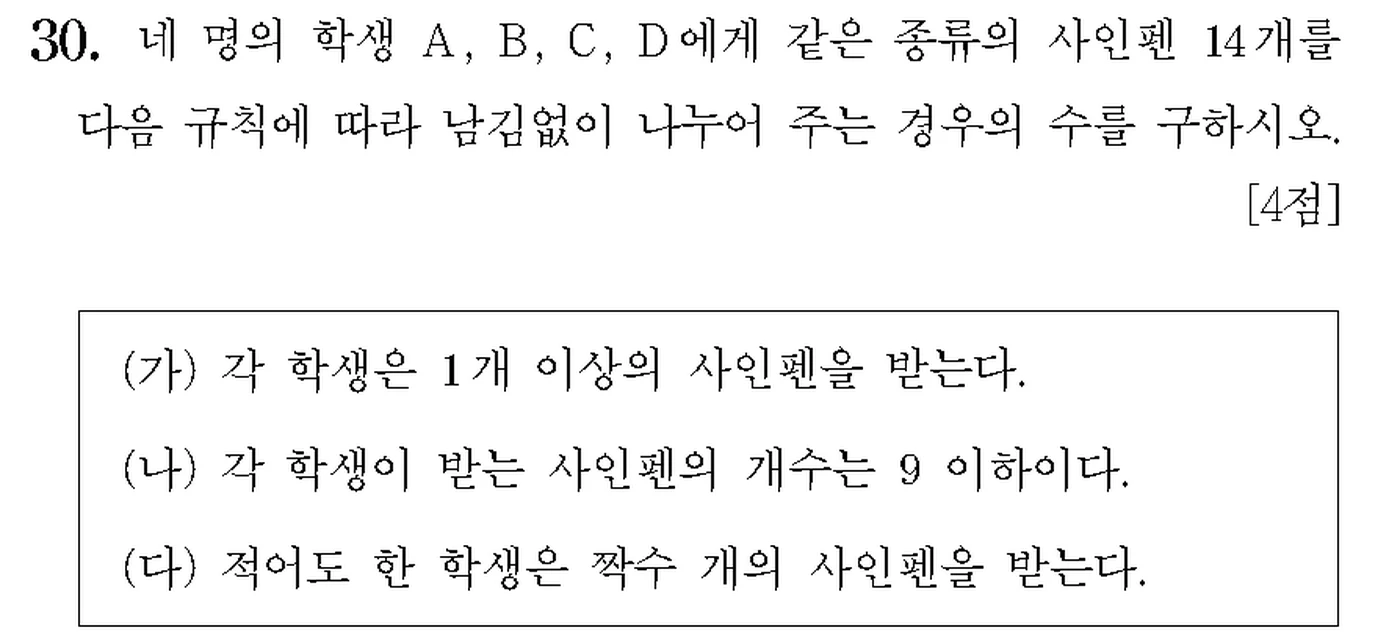 30. 네 명의 학생 A, B, C, D에게 같은 종류의 사인펜 14개를
다음 규칙에 따라 남김없이 나누어 주는 경우의 수를 구하시오.
[4점]
(가) 각 학생은 1개 이상의 사인펜을 받는다.
(나) 각 학생이 받는 사인펜의 개수는 9 이하이다.
(다) 적어도 한 학생은 짝수 개의 사인펜을 받는다.